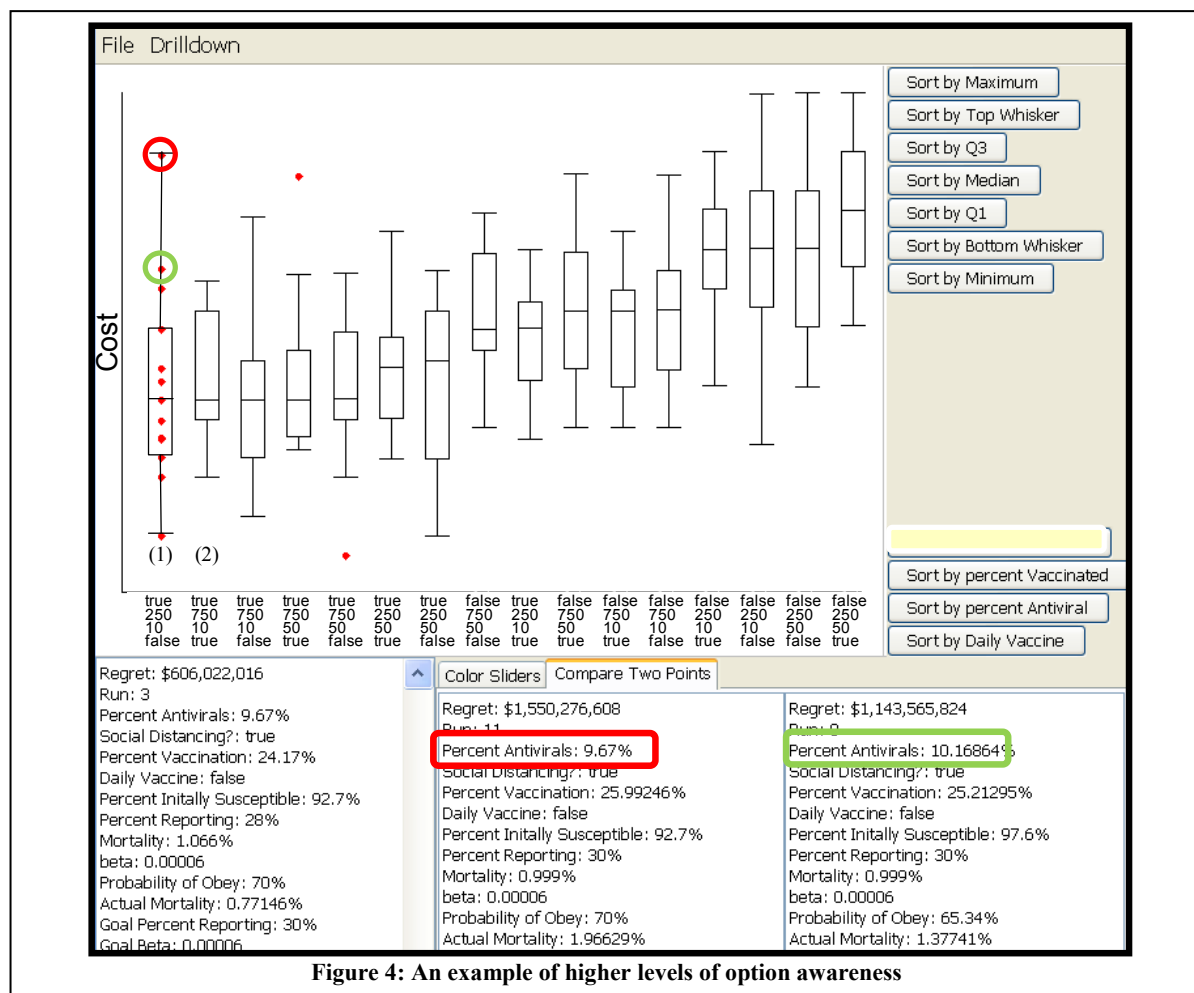 File Drilldown
Sort by Maximum
Sort by Top Whisker
Sort by Q3
Sort by Median
Sort by Q1
Sort by Bottom Whisker
Sort by Minimum
Cost
(1) (2)
Sort by percent Vaccinated
Sort by percent Antiviral
Sort by Daily Vaccine
true true true true true true true false true false false false false false false false
250 750 750 750 750 250 250 750 250 750 750 750 250 250 250 250
10 10 10 50 50 50 10 50 10 50 10 10 10 10 50 50
false true false true false true false false true true true false true false false true
Regret: $606,022,016
Run: 3
Percent Antivirals: 9.67%
Social Distancing?: true
Percent Vaccination: 24.17%
Daily Vaccine: false
Percent Initally Susceptible: 92.7%
Percent Reporting: 28%
Mortality: 1.066%
beta: 0.00006
Probability of Obey: 70%
Actual Mortality: 0.77146%
Goal Percent Reporting: 30%
Goal Beta: 0.00006
Color Sliders Compare Two Points
Regret: $1,550,276,608
Run: 11
Percent Antivirals: 9.67%
Social Distancing?: true
Percent Vaccination: 25.99246%
Daily Vaccine: false
Percent Initally Susceptible: 92.7%
Percent Reporting: 30%
Mortality: 0.999%
beta: 0.00006
Probability of Obey: 70%
Actual Mortality: 1.96629%
Regret: $1,143,565,824
Run:
Percent Antivirals: 10.16864%
Social Distancing?: true
Percent Vaccination: 25.21295%
Daily Vaccine: false
Percent Initally Susceptible: 97.6%
Percent Reporting: 30%
Mortality: 0.999%
beta: 0.00006
Probability of Obey: 65.34%
Actual Mortality: 1.37741%
Figure 4: An example of higher levels of option awareness